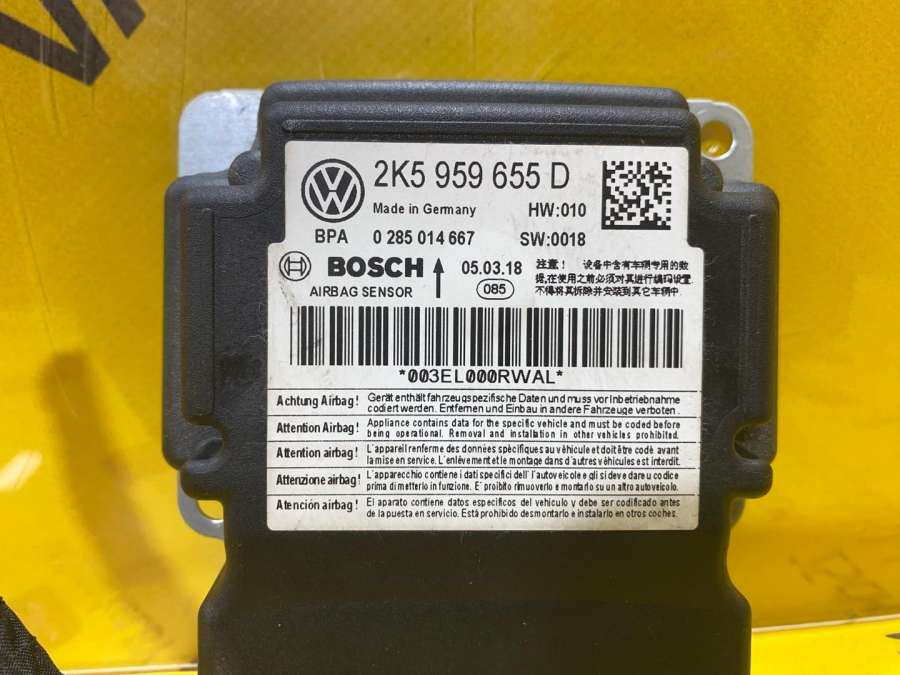 VA
2K5 959 655 D
Made in Germany HW:010
BPA 0 285 014 667 SW:0018
BOSCH 05.03.18
AIRBAG SENSOR 085
注意! 设备中含有车辆专用的数
据,在使用之前必须对其进行编码设置
不得将其拆除并安装到其它车辆中.
*003EL000RWAL*
Achtung Airbag! Gerät enthält fahrzeugspezifische Daten und muss vor Inbetriebnahme
codiert werden. Entfernen und Einbau in andere Fahrzeuge verboten.
Attention Airbag! Appliance contains data for the specific vehicle and must be coded before
being operational. Removal and installation in other vehicles prohibited.
Attention airbag! L'appareil renferme des données spécifiques au véhicule et doit être codé avant
la mise en service. L'enlèvement et le montage dans d'autres véhicules est interdit.
Attenzione airbag! L'apparecchio contiene i dati specifici dell'autoveicolo e gli si deve dare u codice
prima di metterlo in funzione. E' proibito rimuoverlo e montarlo su un altro autoveicolo.
Atención airbag! El aparato contiene datos especificos del vehiculo y debe ser codificado antes
de la puesta en servicio. Está prohibido desmontarlo e instalarlo en otros coches.